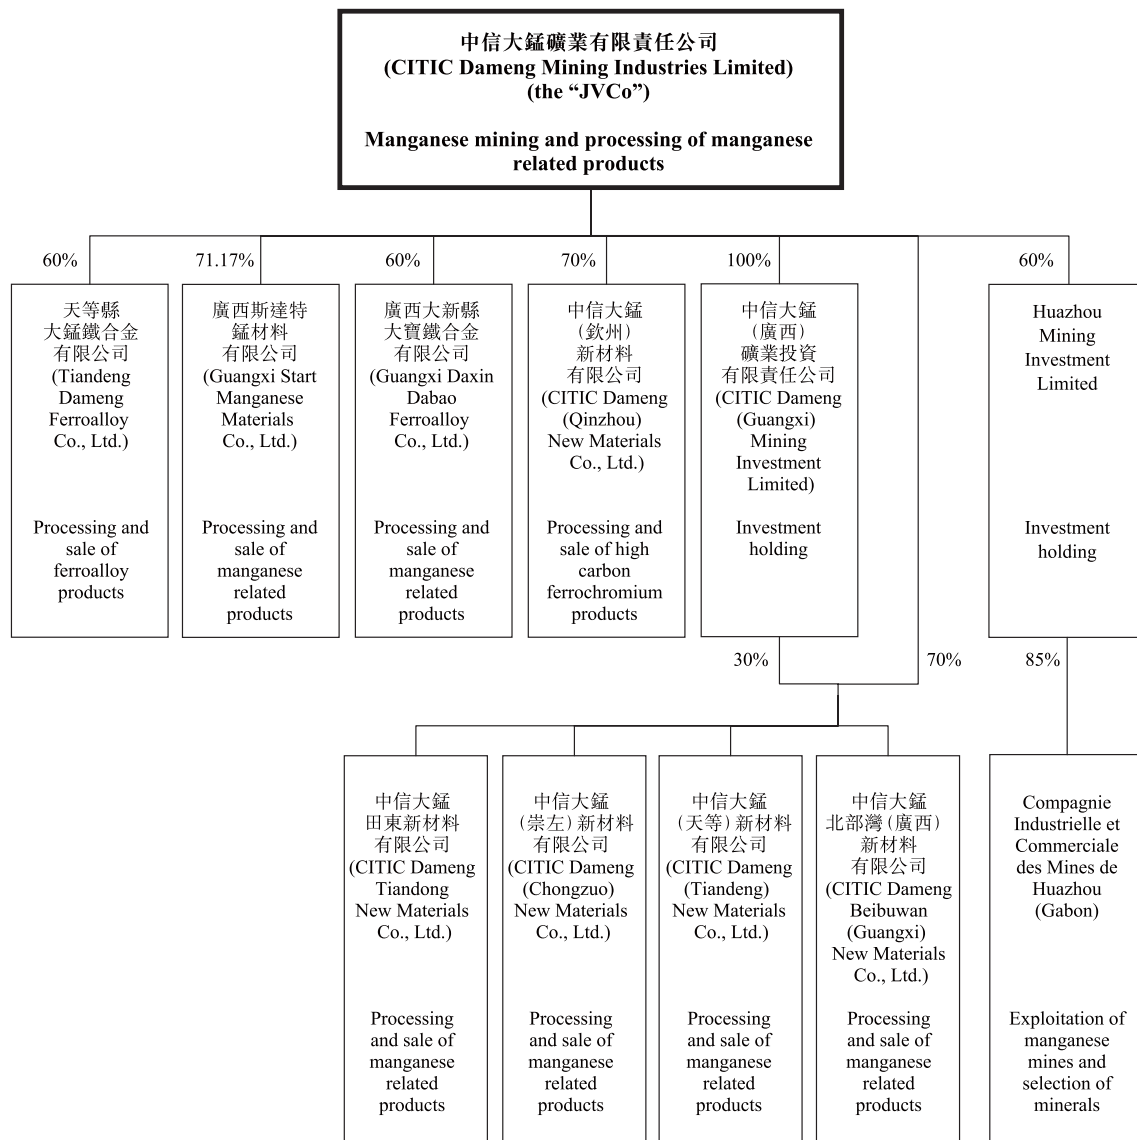 中信大錳礦業有限責任公司
(CITIC Dameng Mining Industries Limited)
(the “JVCo”)
Manganese mining and processing of manganese
related products
60%
71.17%
60%
70%
100%
60%
天等縣
大錳鐵合金
有限公司
(Tiandeng
Dameng
Ferroalloy
Co., Ltd.)
Processing and
sale of
ferroalloy
products
廣西斯達特
錳材料
有限公司
(Guangxi Start
Manganese
Materials
Co., Ltd.)
Processing and
sale of
manganese
related
products
廣西大新縣
大寶鐵合金
有限公司
(Guangxi Daxin
Dabao
Ferroalloy
Co., Ltd.)
Processing and
sale of
manganese
related
products
中信大錳
(欽州)
新材料
有限公司
(CITIC Dameng
(Qinzhou)
New Materials
Co., Ltd.)
Processing and
sale of high
carbon
ferrochromium
products
中信大錳
(廣西)
礦業投資
有限責任公司
(CITIC Dameng
(Guangxi)
Mining
Investment
Limited)
Investment
holding
Huazhou
Mining
Investment
Limited
Investment
holding
30%
70%
85%
中信大錳
田東新材料
有限公司
(CITIC Dameng
Tiandong
New Materials
Co., Ltd.)
Processing
and sale of
manganese
related
products
中信大錳
(崇左)新材料
有限公司
(CITIC Dameng
(Chongzuo)
New Materials
Co., Ltd.)
Processing
and sale of
manganese
related
products
中信大錳
(天等)新材料
有限公司
(CITIC Dameng
(Tiandeng)
New Materials
Co., Ltd.)
Processing
and sale of
manganese
related
products
中信大錳
北部灣(廣西)
新材料
有限公司
(CITIC Dameng
Beibuwan
(Guangxi)
New Materials
Co., Ltd.)
Processing
and sale of
manganese
related
products
Compagnie
Industrielle et
Commerciale
des Mines de
Huazhou
(Gabon)
Exploitation of
manganese
mines and
selection of
minerals